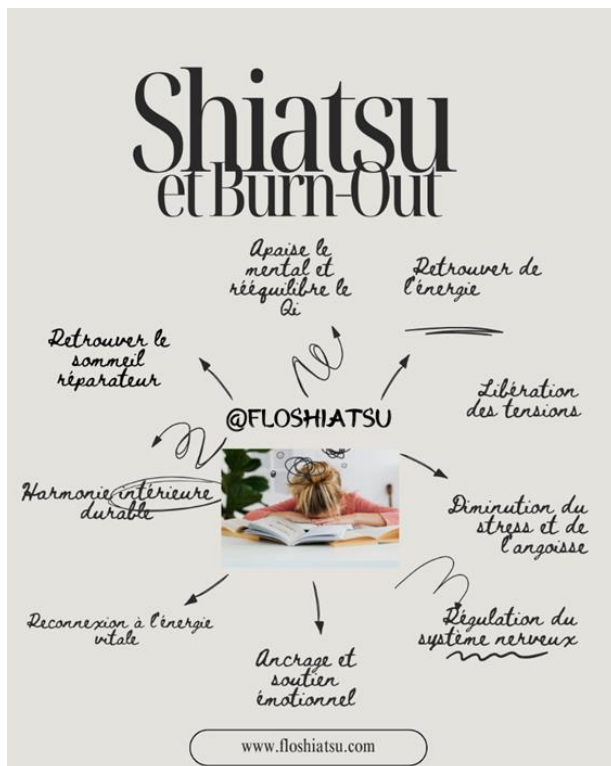 Shiatsu
et Burn-Out
Apaise le
mental et
rééquilibre le
Qi
Retrouver de
l'énergie
Retrouver le
sommeil
réparateur
@FLOSHIATSU
Libération
des tensions
Harmonie intérieure
durable
Diminution du
stress et de
l'angoisse
Reconnexion à l'énergie
vitale
Régulation du
système nerveux
Ancrage et
soutien
émotionnel
www.floshiatsu.com